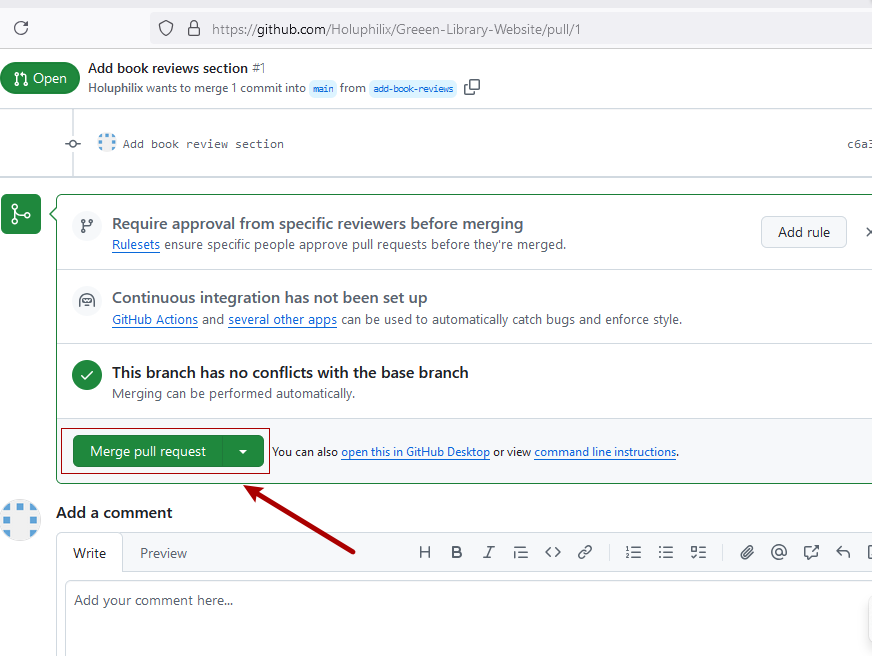 https://github.com/Holuphilix/Greeen-Library-Website/pull/1
Open
Add book reviews section #1
Holuphilix wants to merge 1 commit into main from add-book-reviews
Add book review section
c6a3
Require approval from specific reviewers before merging
Rulesets ensure specific people approve pull requests before they're merged.
Add rule
Continuous integration has not been set up
GitHub Actions and several other apps can be used to automatically catch bugs and enforce style.
This branch has no conflicts with the base branch
Merging can be performed automatically.
Merge pull request
You can also open this in GitHub Desktop or view command line instructions.
Add a comment
Write
Preview
Add your comment here...